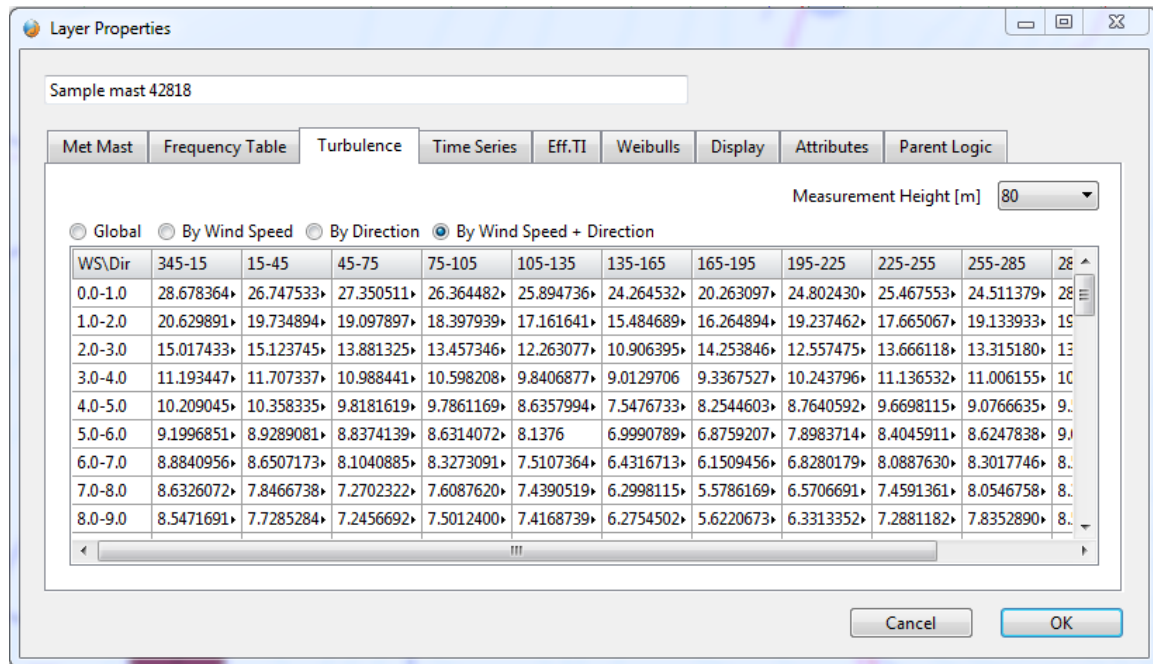 Layer Properties
Sample mast 42818
Met Mast Frequency Table Turbulence Time Series Eff.TI Weibulls Display Attributes Parent Logic
Measurement Height [m] 80
Global By Wind Speed By Direction By Wind Speed + Direction
WS\Dir 345-15 15-45 45-75 75-105 105-135 135-165 165-195 195-225 225-255 255-285 28
0.0-1.0 28.678364 26.747533 27.350511 26.364482 25.894736 24.264532 20.263097 24.802430 25.467553 24.511379 28
1.0-2.0 20.629891 19.734894 19.097897 18.397939 17.161641 15.484689 16.264894 19.237462 17.665067 19.133933 19
2.0-3.0 15.017433 15.123745 13.881325 13.457346 12.263077 10.906395 14.253846 12.557475 13.666118 13.315180 13
3.0-4.0 11.193447 11.707337 10.988441 10.598208 9.8406877 9.0129706 9.3367527 10.243796 11.136532 11.006155 10
4.0-5.0 10.209045 10.358335 9.8181619 9.7861169 8.6357994 7.5476733 8.2544603 8.7640592 9.6698115 9.0766635 9.
5.0-6.0 9.1996851 8.9289081 8.8374139 8.6314072 8.1376 6.9990789 6.8759207 7.8983714 8.4045911 8.6247838 9.
6.0-7.0 8.8840956 8.6507173 8.1040885 8.3273091 7.5107364 6.4316713 6.1509456 6.8280179 8.0887630 8.3017746 8.
7.0-8.0 8.6326072 7.8466738 7.2702322 7.6087620 7.4390519 6.2998115 5.5786169 6.5706691 7.4591361 8.0546758 8.
8.0-9.0 8.5471691 7.7285284 7.2456692 7.5012400 7.4168739 6.2754502 5.6220673 6.3313352 7.2881182 7.8352890 8.
Cancel OK